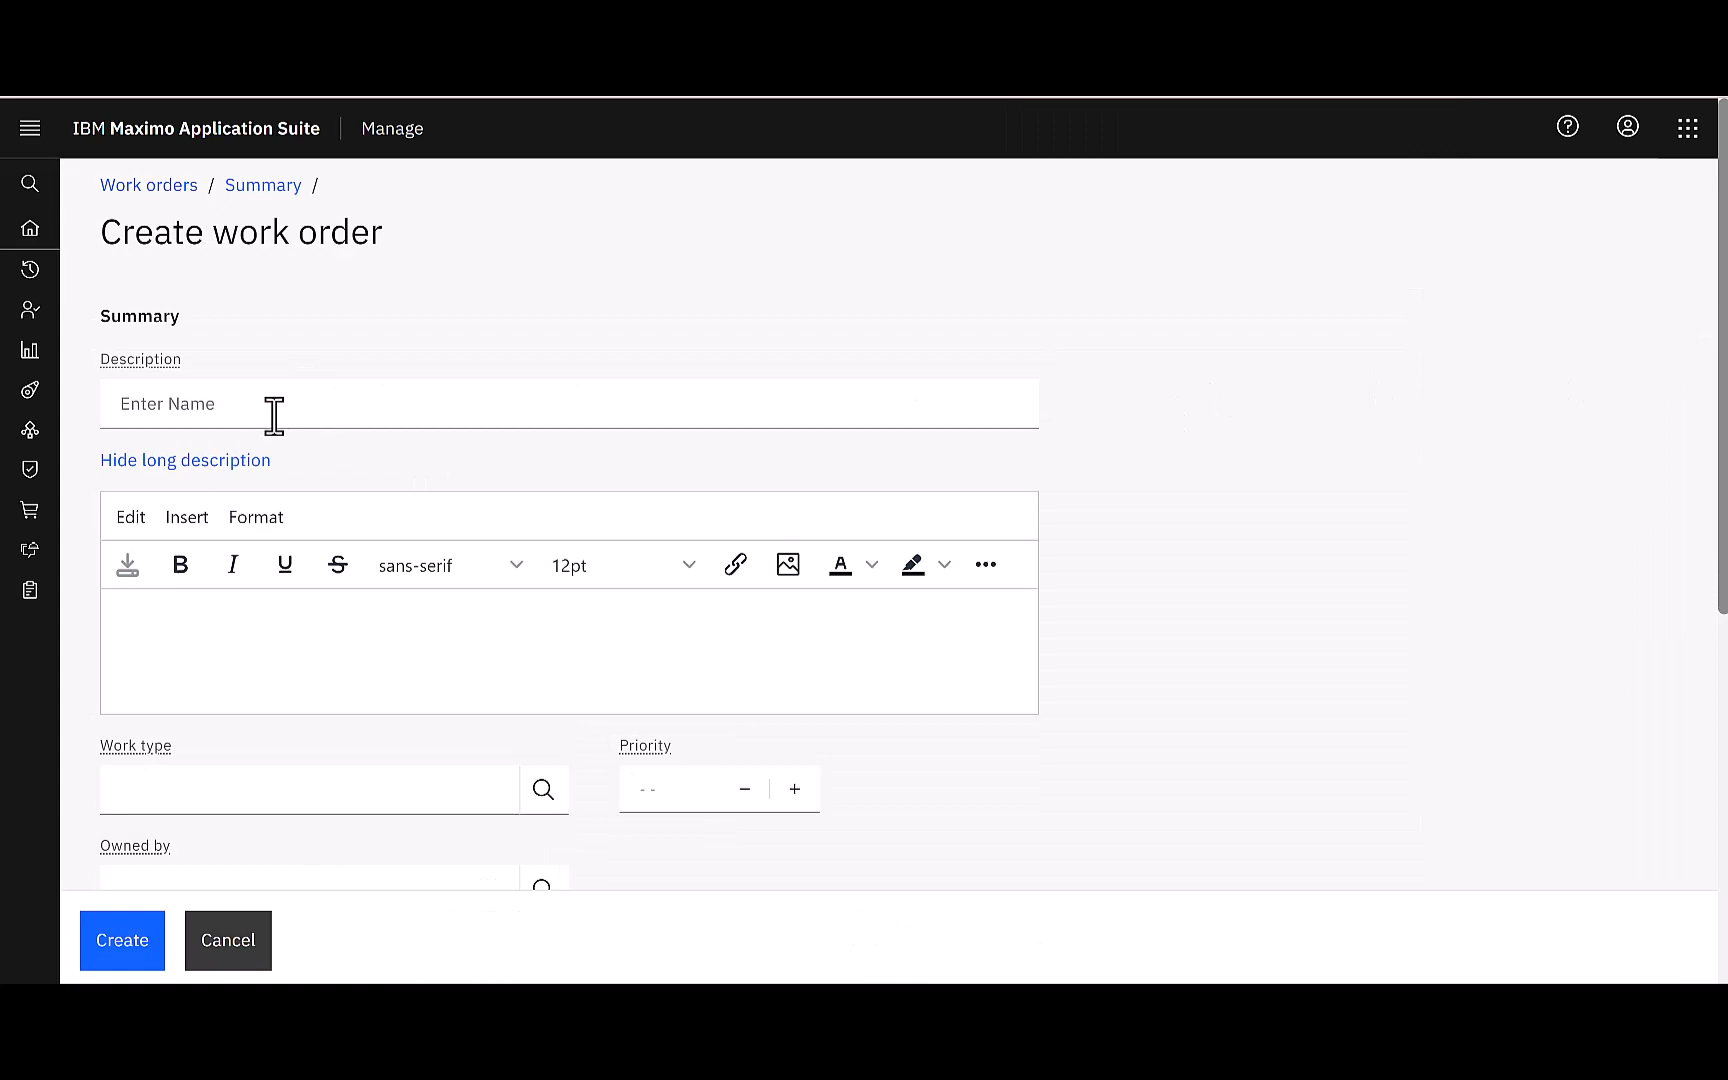 IBM Maximo Application Suite | Manage
Work orders / Summary /
Create work order
Summary
Description
Enter Name
Hide long description
Edit Insert Format
B I U S sans-serif 12pt A •••
Work type Priority
-- − +
Owned by
Create Cancel